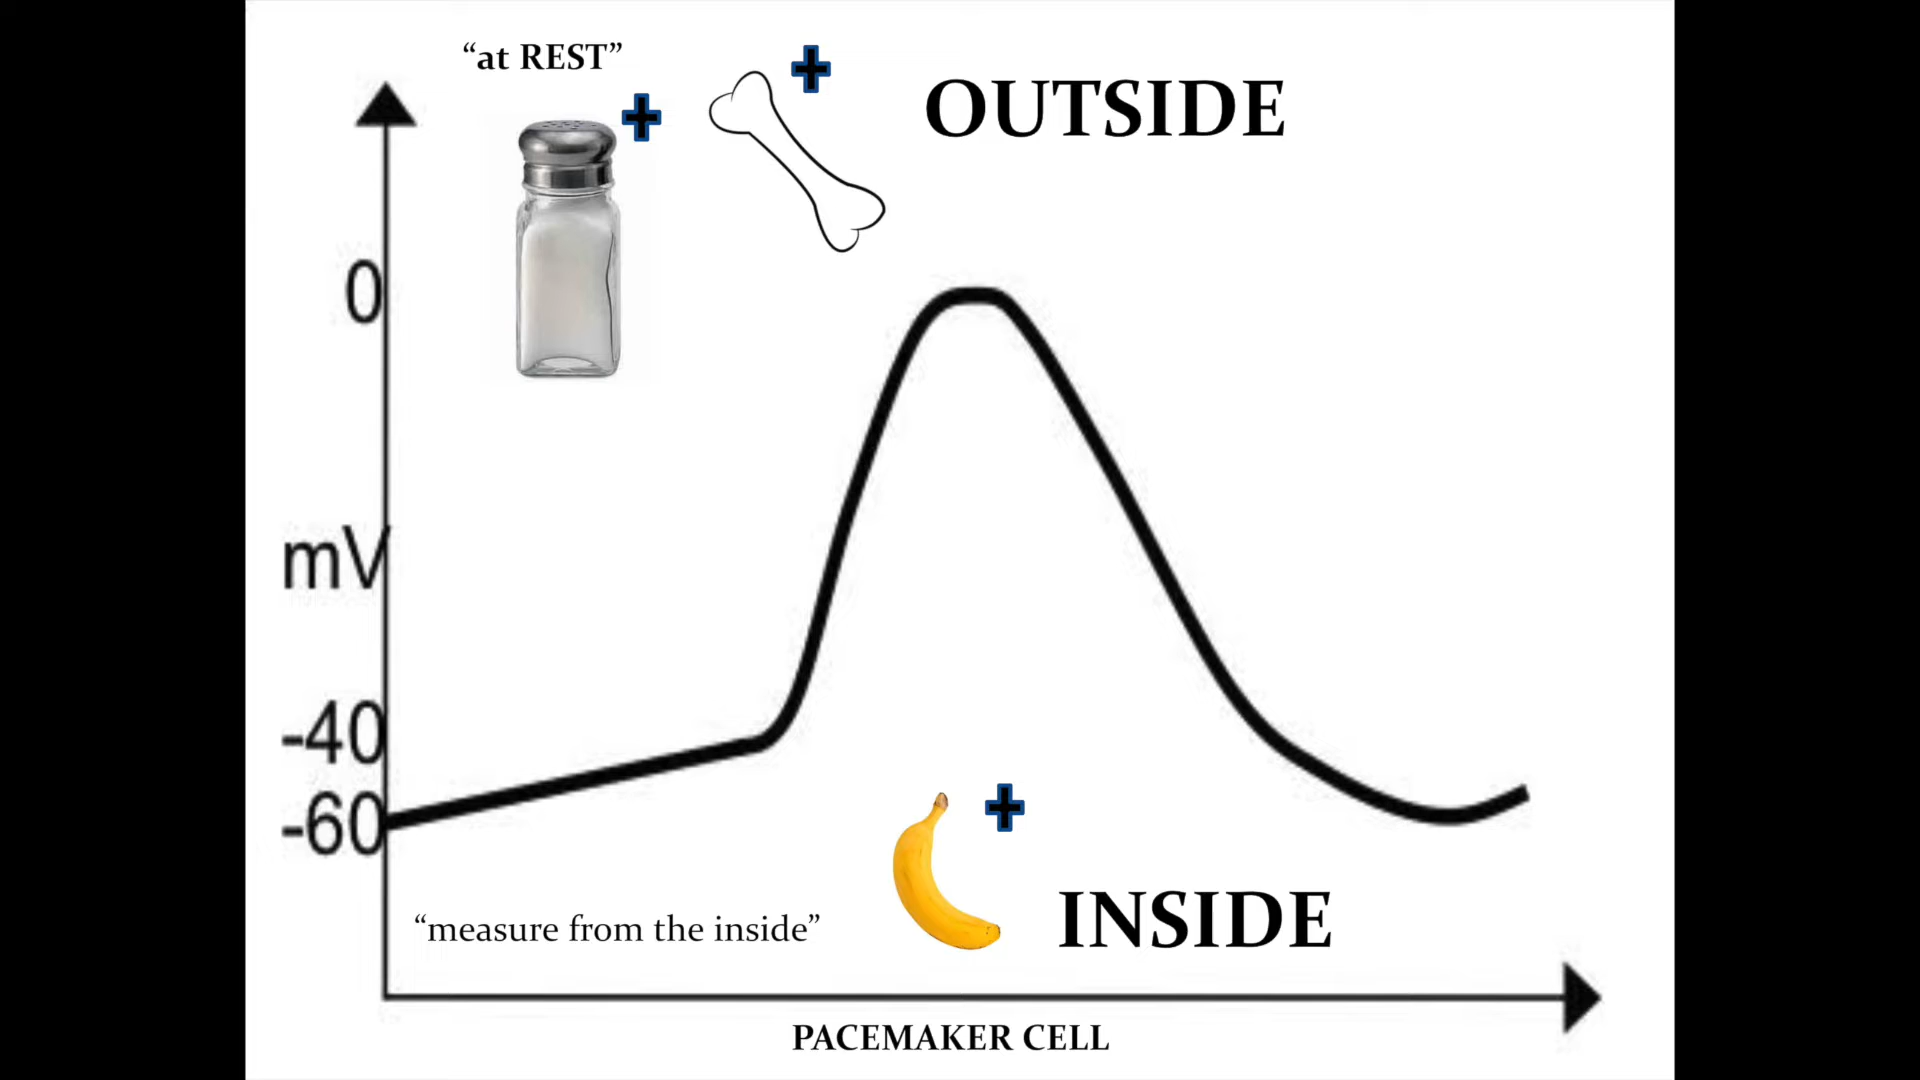 “at REST”
OUTSIDE
0
mV
-40
-60
“measure from the inside”
INSIDE
PACEMAKER CELL